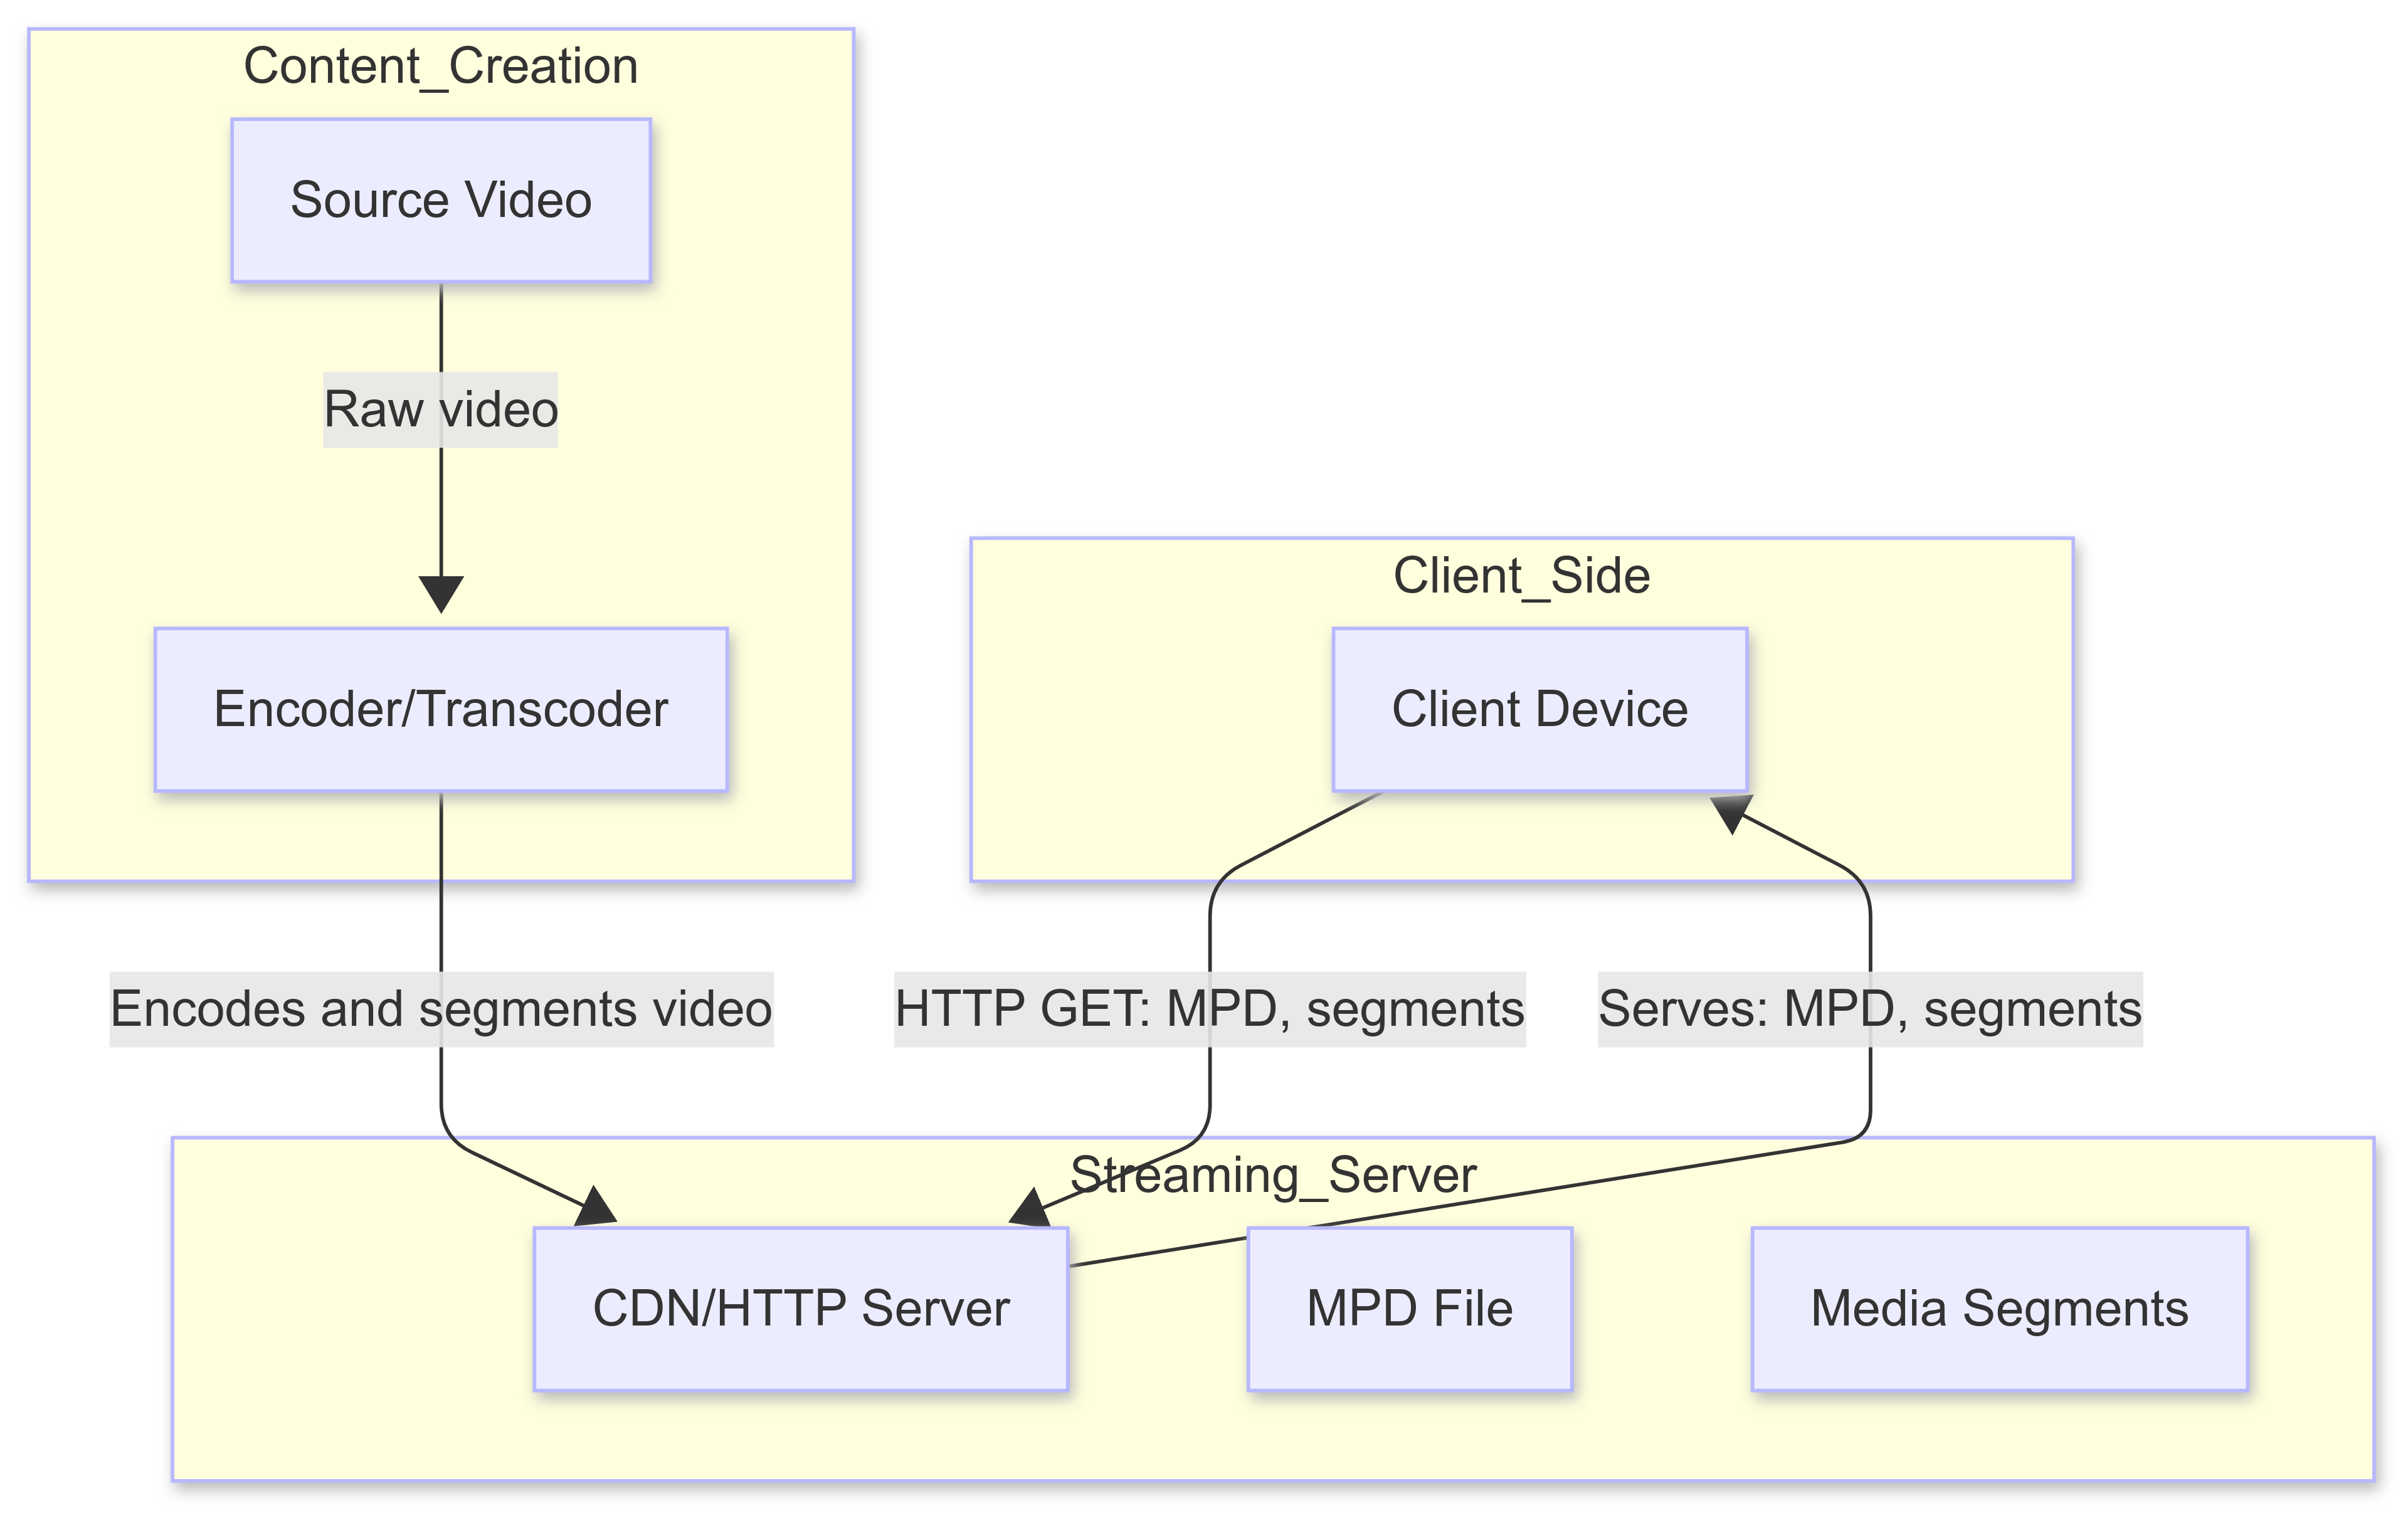 Content_Creation
Source Video
Raw video
Client_Side
Encoder/Transcoder
Client Device
Encodes and segments video
HTTP GET: MPD, segments
Serves: MPD, segments
Streaming_Server
CDN/HTTP Server
MPD File
Media Segments